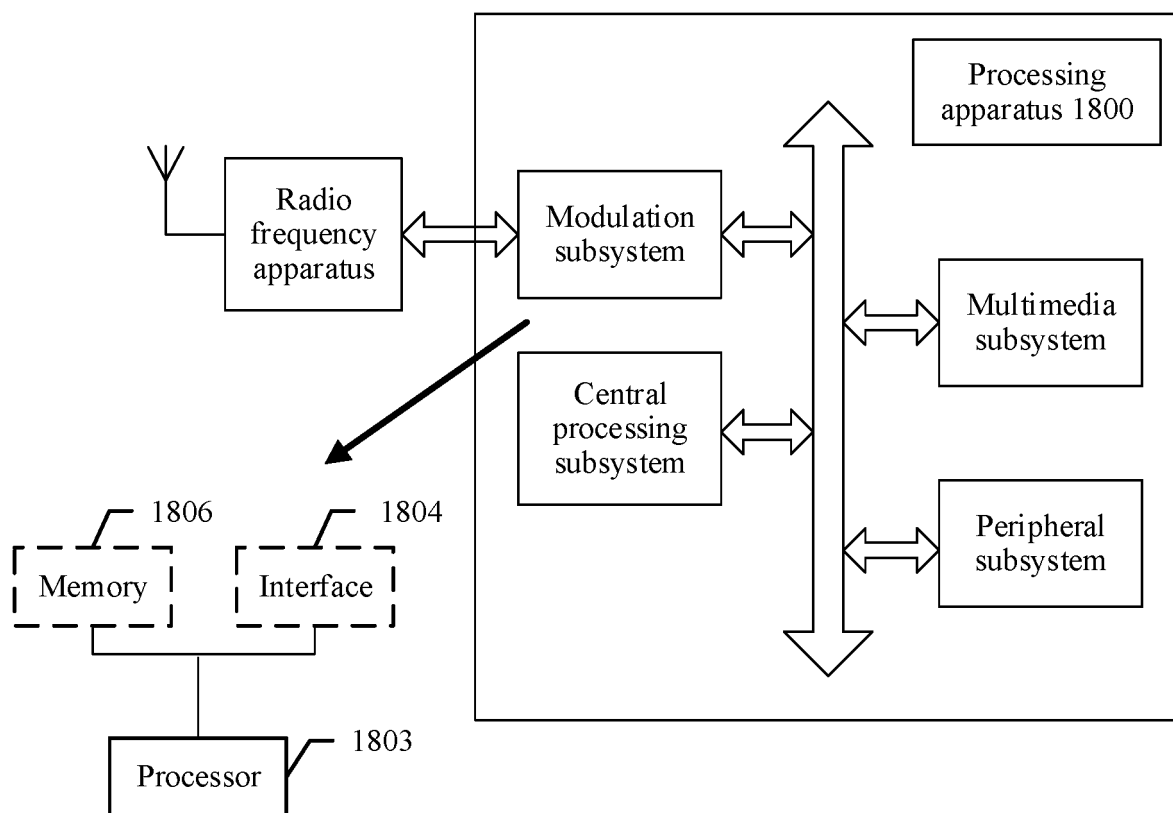 Processing
apparatus 1800
Radio
frequency
apparatus
Modulation
subsystem
Multimedia
subsystem
Central
processing
subsystem
1806
1804
Memory
Interface
Peripheral
subsystem
1803
Processor